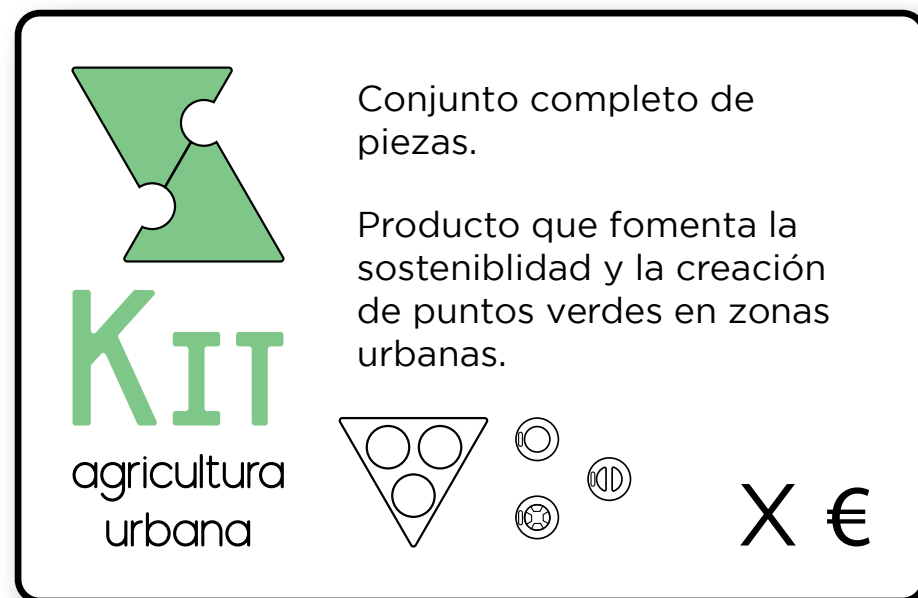 Conjunto completo de
piezas.
Producto que fomenta la
sosteniblidad y la creación
de puntos verdes en zonas
urbanas.
KIT
agricultura
urbana
X €